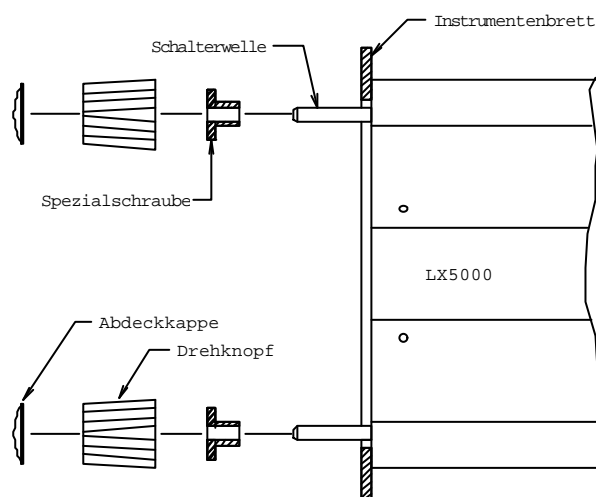 Instrumentenbrett
Schalterwelle
Spezialschraube
LX5000
Abdeckkappe
Drehknopf